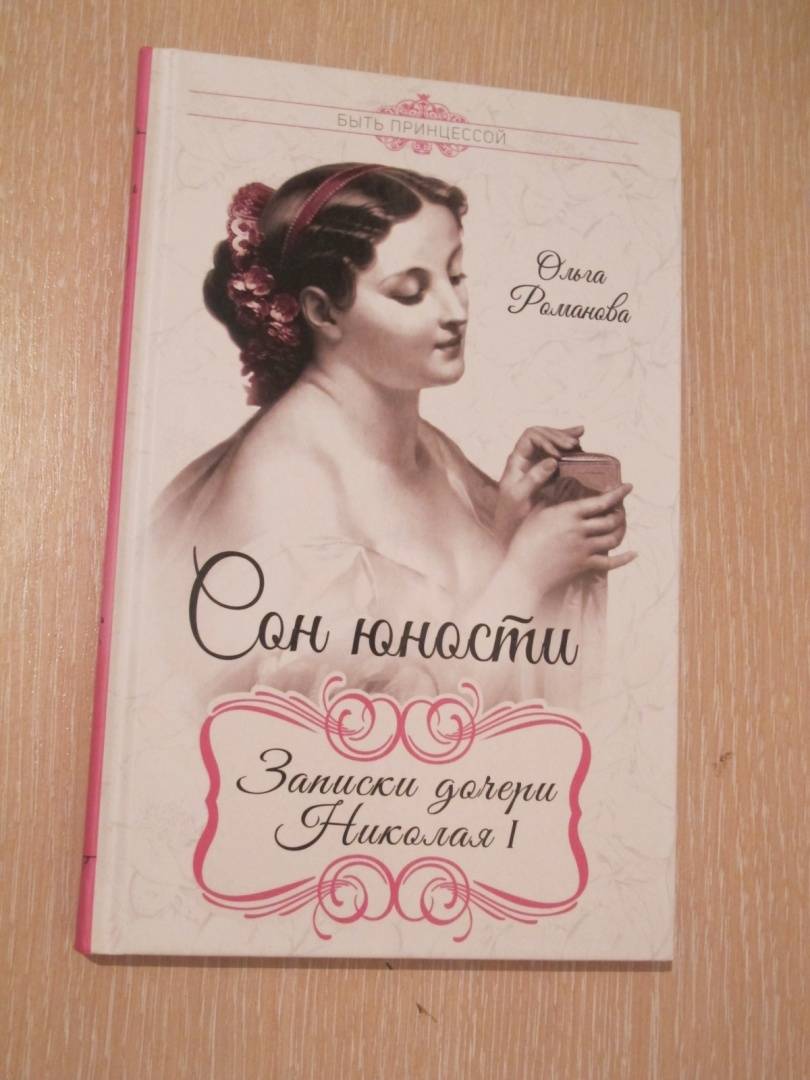 БЫТЬ ПРИНЦЕССОЙ
Ольга
Романова
Сон юности
Записки дочери
Николая I